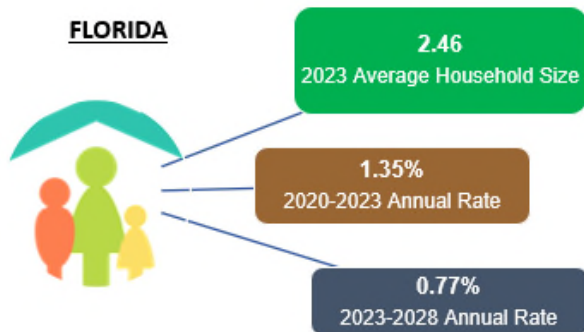 FLORIDA
2.46
2023 Average Household Size
1.35%
2020-2023 Annual Rate
0.77%
2023-2028 Annual Rate